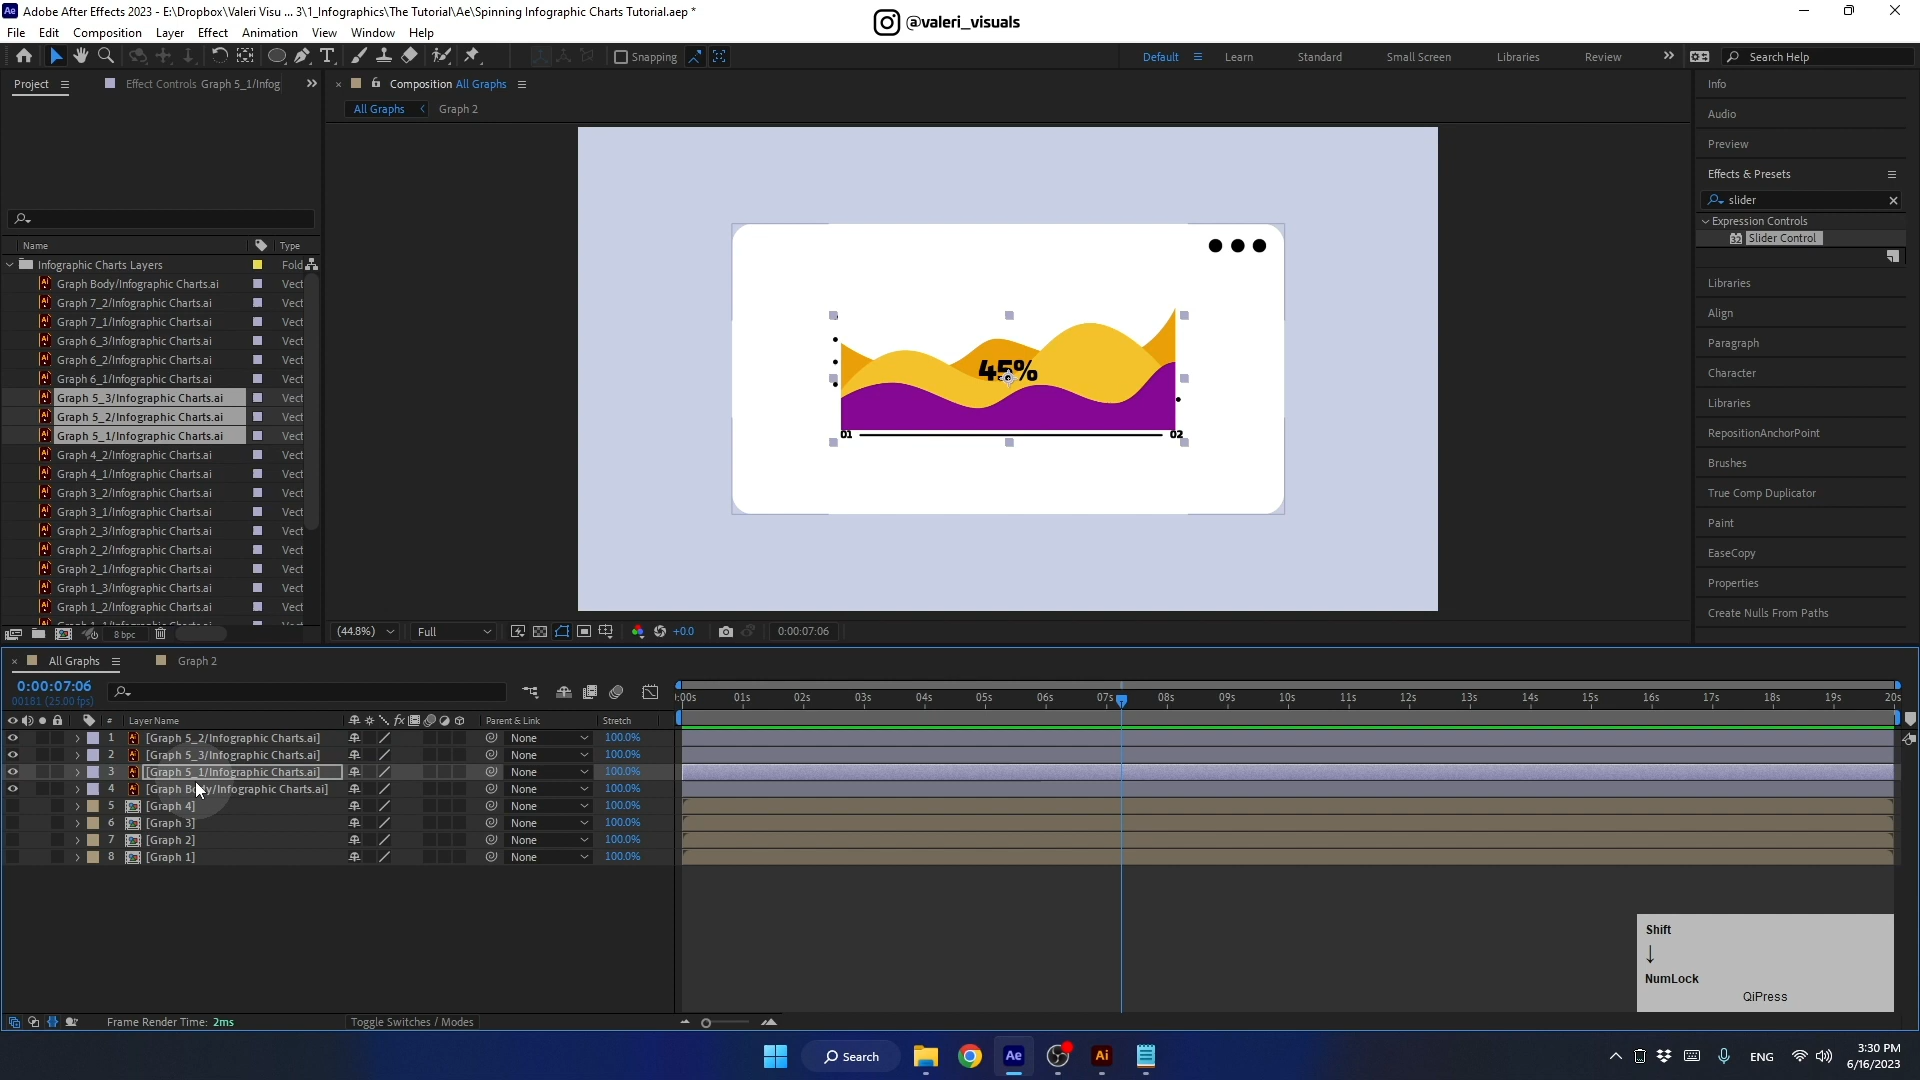 Adobe After Effects 2023 - E:\Dropbox\Valeri Visu ... 3\1_Infographics\The Tutorial\Ae\Spinning Infographic Charts Tutorial.aep *
@valeri_visuals
File Edit Composition Layer Effect Animation View Window Help
Snapping
Default Learn Standard Small Screen Libraries Review Search Help
Project Effect Controls Graph 5_1/Infog
Composition All Graphs
All Graphs Graph 2
Name Type
Infographic Charts Layers Fold
Graph Body/Infographic Charts.ai Vect
Graph 7_2/Infographic Charts.ai Vect
Graph 7_1/Infographic Charts.ai Vect
Graph 6_3/Infographic Charts.ai Vect
Graph 6_2/Infographic Charts.ai Vect
Graph 6_1/Infographic Charts.ai Vect
Graph 5_3/Infographic Charts.ai Vect
Graph 5_2/Infographic Charts.ai Vect
Graph 5_1/Infographic Charts.ai Vect
Graph 4_2/Infographic Charts.ai Vect
Graph 4_1/Infographic Charts.ai Vect
Graph 3_2/Infographic Charts.ai Vect
Graph 3_1/Infographic Charts.ai Vect
Graph 2_3/Infographic Charts.ai Vect
Graph 2_2/Infographic Charts.ai Vect
Graph 2_1/Infographic Charts.ai Vect
Graph 1_3/Infographic Charts.ai Vect
Graph 1_2/Infographic Charts.ai Vect
8 bpc
45%
01 02
(44.8%) Full +0.0 0:00:07:06
Info
Audio
Preview
Effects & Presets
slider
Expression Controls
32 Slider Control
Libraries
Align
Paragraph
Character
Libraries
RepositionAnchorPoint
Brushes
True Comp Duplicator
Paint
EaseCopy
Properties
Create Nulls From Paths
All Graphs Graph 2
0:00:07:06
00181 (25.00 fps)
:00s 01s 02s 03s 04s 05s 06s 07s 08s 09s 10s 11s 12s 13s 14s 15s 16s 17s 18s 19s 20s
# Layer Name fx Parent & Link Stretch
1 [Graph 5_2/Infographic Charts.ai] None 100.0%
2 [Graph 5_3/Infographic Charts.ai] None 100.0%
3 [Graph 5_1/Infographic Charts.ai] None 100.0%
4 [Graph Body/Infographic Charts.ai] None 100.0%
5 [Graph 4] None 100.0%
6 [Graph 3] None 100.0%
7 [Graph 2] None 100.0%
8 [Graph 1] None 100.0%
Shift
↓
NumLock
QiPress
Frame Render Time: 2ms Toggle Switches / Modes
Search Ae Ai ENG
3:30 PM
6/16/2023